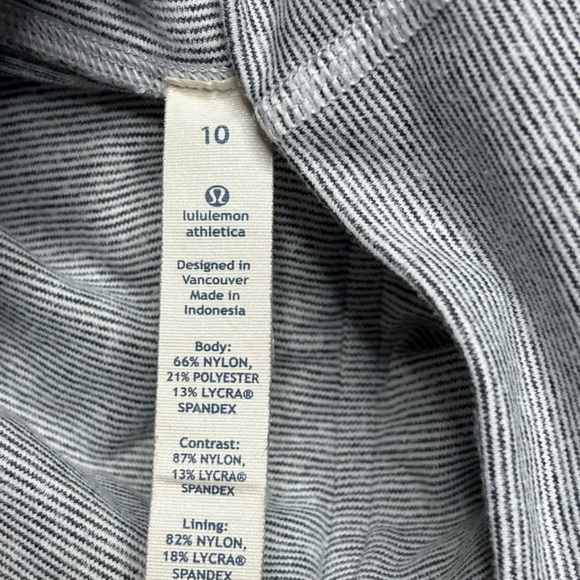 10
lululemon
athletica
Designed in
Vancouver
Made in
Indonesia
Body:
66% NYLON,
21% POLYESTER
13% LYCRA®
SPANDEX
Contrast:
87% NYLON,
13% LYCRA®
SPANDEX
Lining:
82% NYLON,
18% LYCRA®
SPANDEX